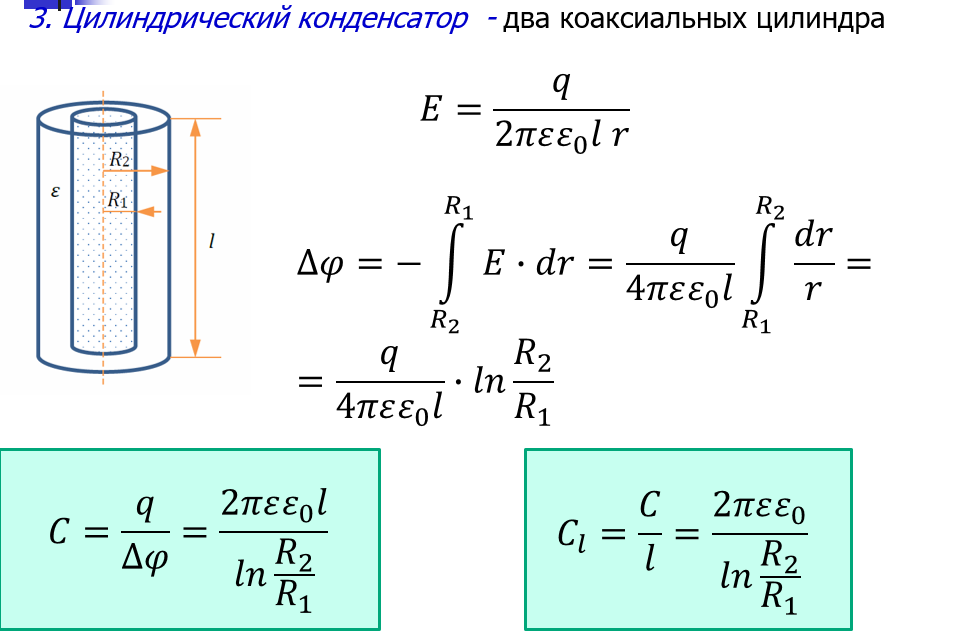 3. Цилиндрический конденсатор - два коаксиальных цилиндра
E = q / (2πεε₀l r)
R₂
ε
R₁
l
Δφ = − ∫_{R₂}^{R₁} E · dr = q / (4πεε₀l) ∫_{R₁}^{R₂} dr / r =
= q / (4πεε₀l) · ln R₂/R₁
C = q / Δφ = 2πεε₀l / (ln R₂/R₁)
C_l = C / l = 2πεε₀ / (ln R₂/R₁)